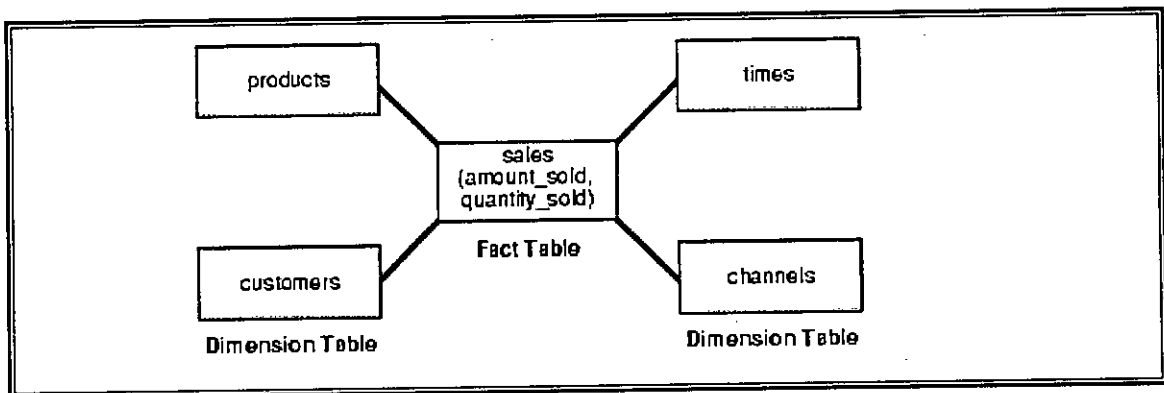 products
times
sales
(amount_sold,
quantity_sold)
Fact Table
customers
channels
Dimension Table
Dimension Table